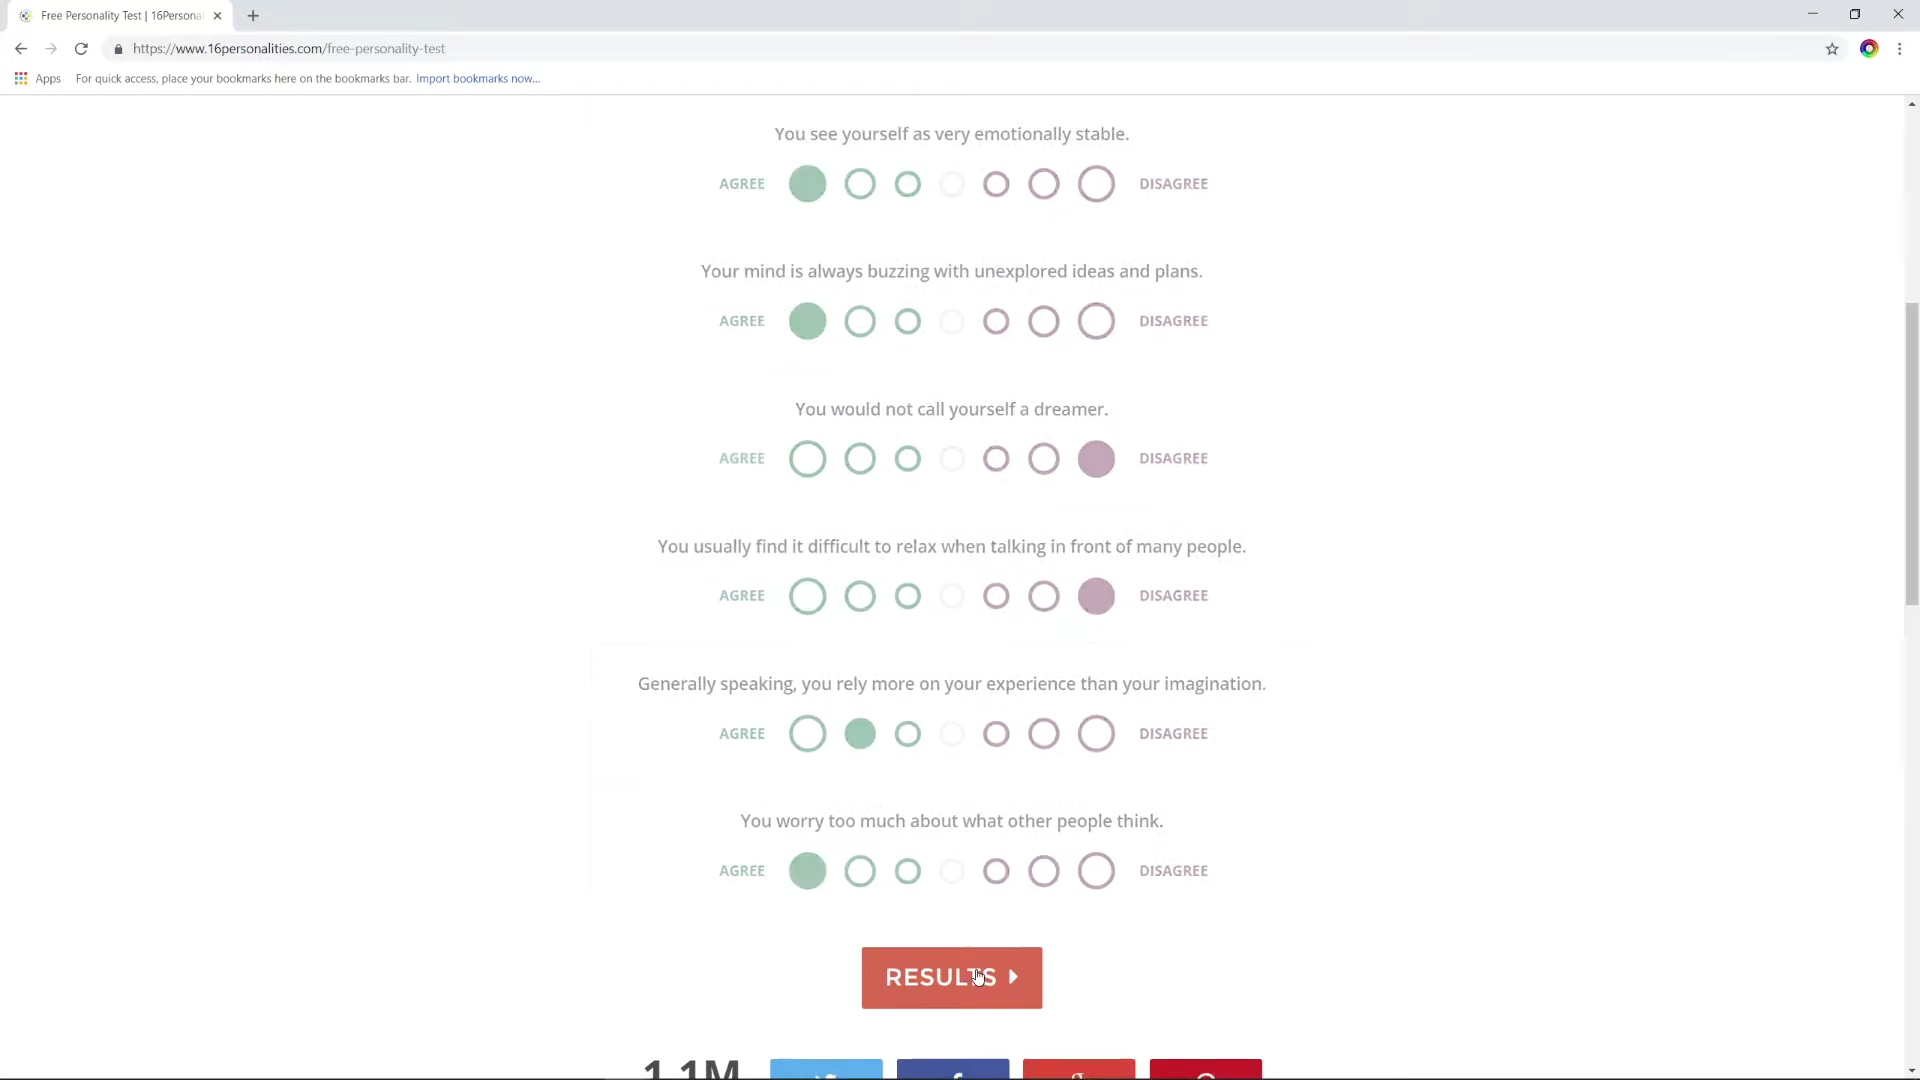 Free Personality Test | 16Persona
https://www.16personalities.com/free-personality-test
Apps For quick access, place your bookmarks here on the bookmarks bar. Import bookmarks now...
You see yourself as very emotionally stable.
AGREE DISAGREE
Your mind is always buzzing with unexplored ideas and plans.
AGREE DISAGREE
You would not call yourself a dreamer.
AGREE DISAGREE
You usually find it difficult to relax when talking in front of many people.
AGREE DISAGREE
Generally speaking, you rely more on your experience than your imagination.
AGREE DISAGREE
You worry too much about what other people think.
AGREE DISAGREE
RESULTS
1.1M